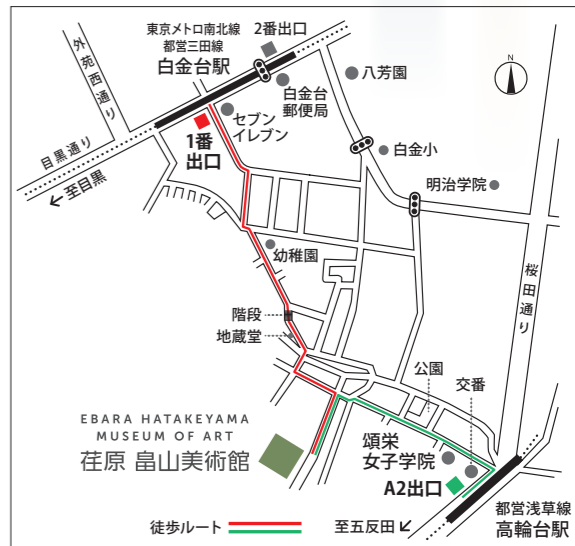 東京メトロ南北線
都営三田線
白金台駅
2番出口
外苑西通り
八芳園
N
白金台
郵便局
セブン
イレブン
1番
出口
目黒通り
←至目黒
白金小
明治学院
幼稚園
桜田通り
階段
地蔵堂
公園
交番
EBARA HATAKEYAMA
MUSEUM OF ART
荏原 畠山美術館
頌栄
女子学院
A2出口
都営浅草線
高輪台駅
徒歩ルート
至五反田↙